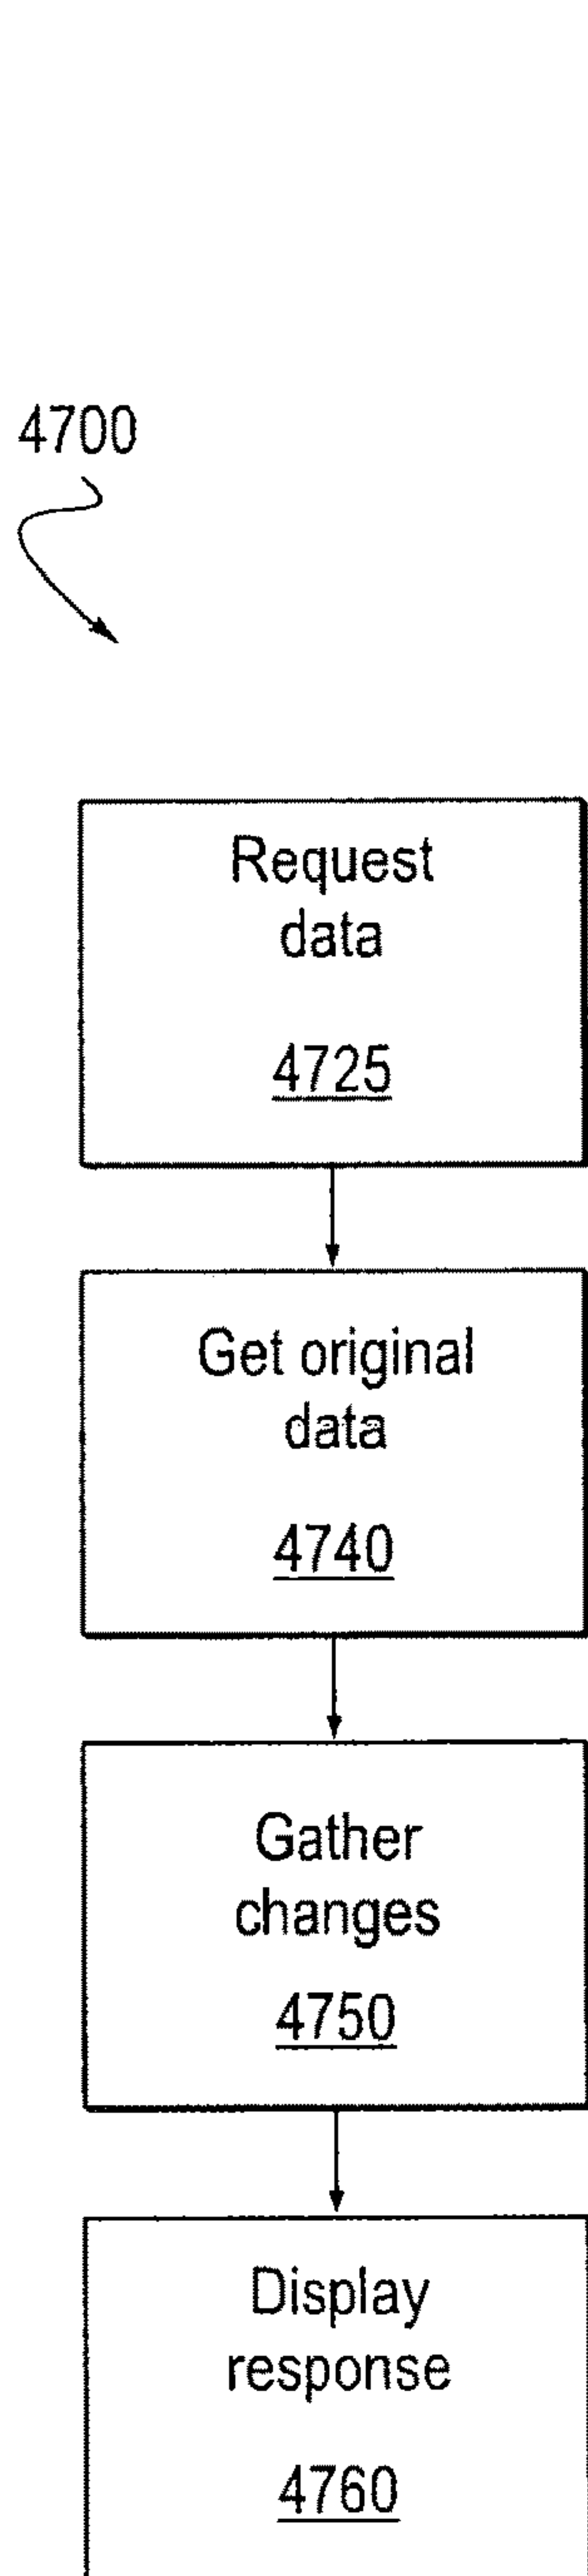 4700
Request
data
4725
Get original
data
4740
Gather
changes
4750
Display
response
4760